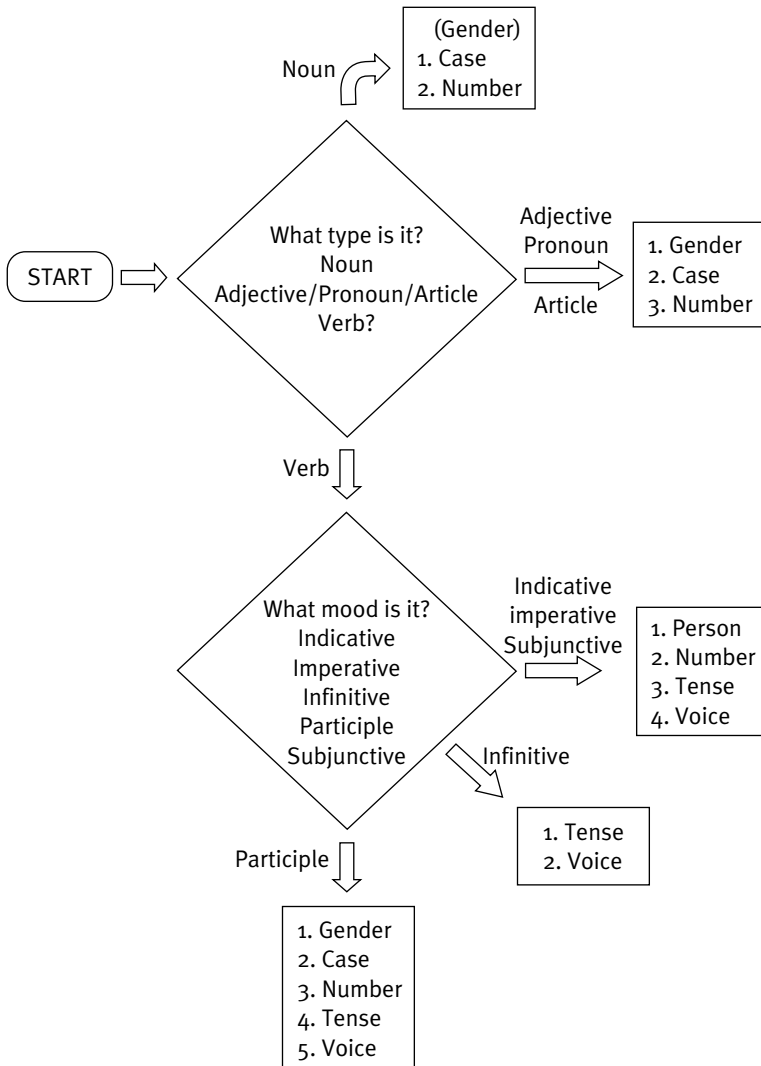 (Gender)
1. Case
2. Number
Noun
START
What type is it?
Noun
Adjective/Pronoun/Article
Verb?
Adjective
Pronoun
Article
1. Gender
2. Case
3. Number
Verb
What mood is it?
Indicative
Imperative
Infinitive
Participle
Subjunctive
Indicative
imperative
Subjunctive
1. Person
2. Number
3. Tense
4. Voice
Infinitive
1. Tense
2. Voice
Participle
1. Gender
2. Case
3. Number
4. Tense
5. Voice